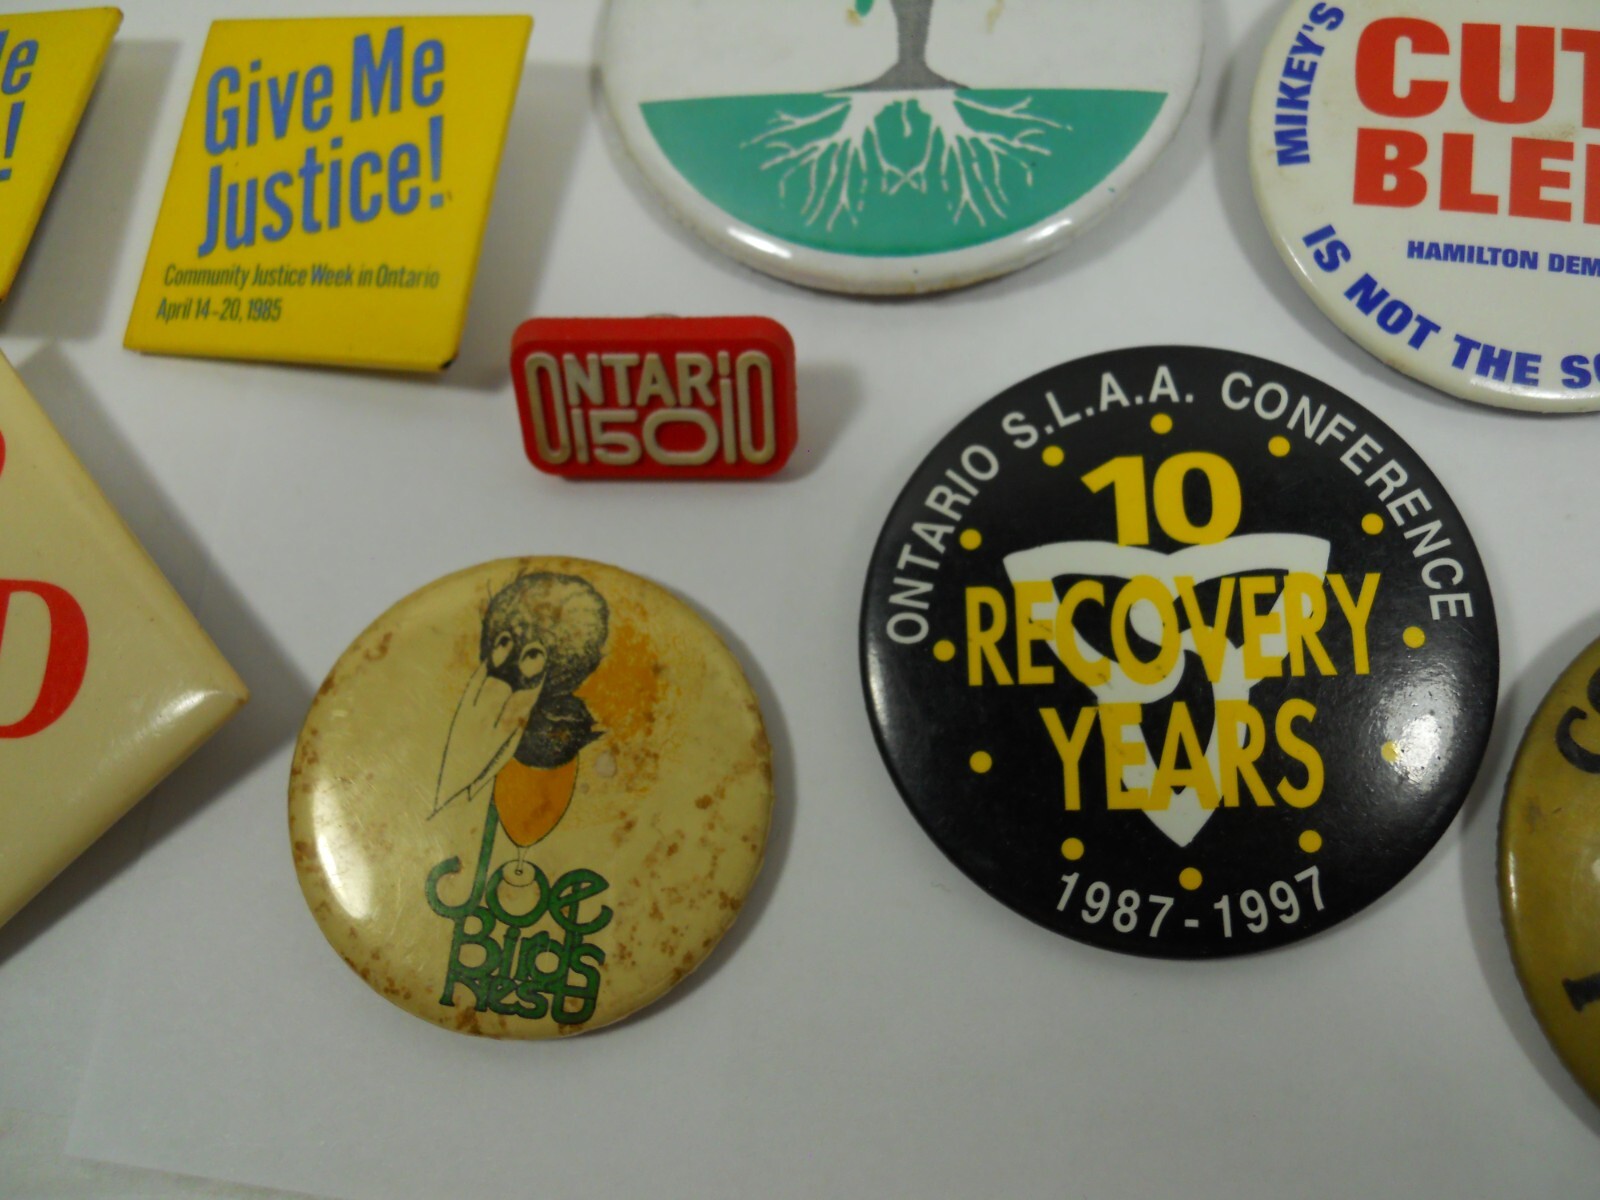 Give Me
Justice!
Community Justice Week in Ontario
April 14-20, 1985
MIKEY'S
CUT
BLE
HAMILTON DEM
IS NOT THE
ONTARIO
150
ONTARIO S.L.A.A. CONFERENCE
10
RECOVERY
YEARS
1987-1997
Joe
Birds
Nest
D